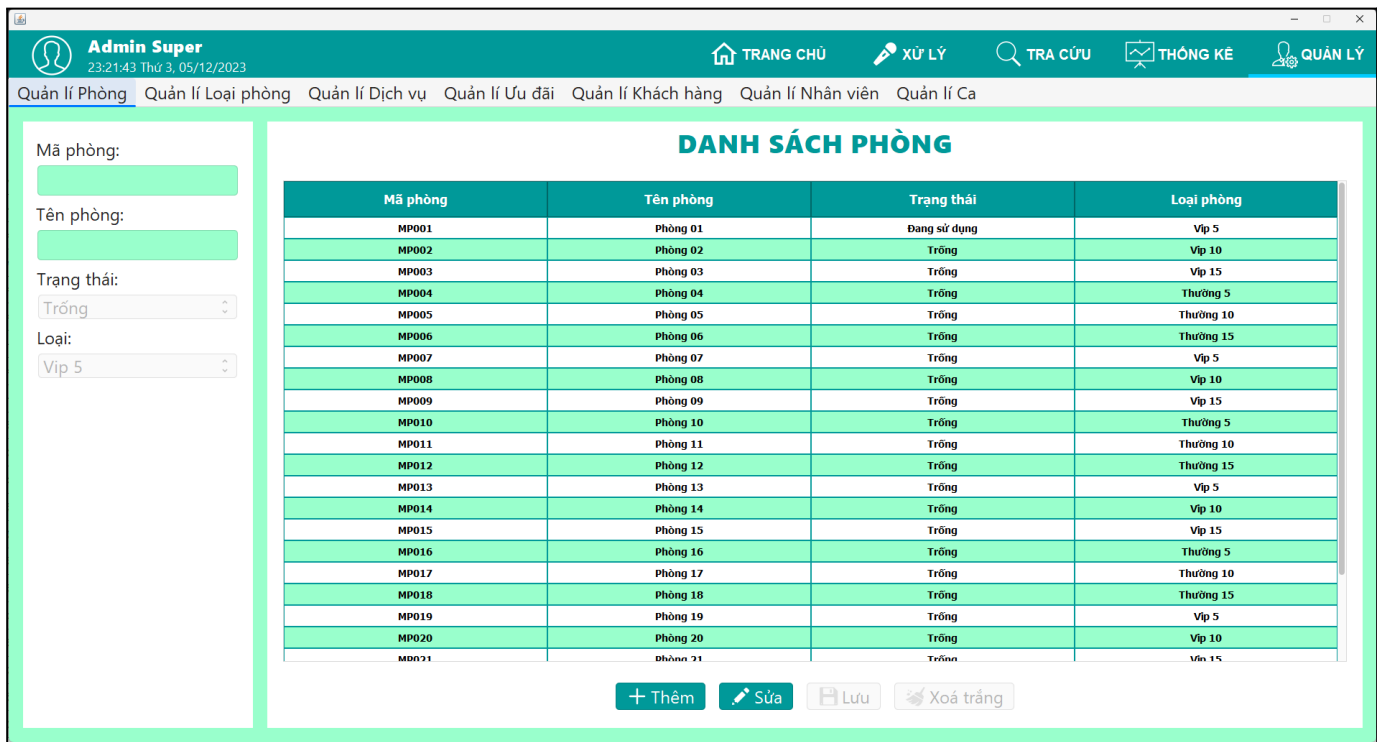 Admin Super
23:21:43 Thứ 3, 05/12/2023
TRANG CHỦ XỬ LÝ TRA CỨU THỐNG KÊ QUẢN LÝ
Quản lí Phòng Quản lí Loại phòng Quản lí Dịch vụ Quản lí Ưu đãi Quản lí Khách hàng Quản lí Nhân viên Quản lí Ca
Mã phòng:
Tên phòng:
Trạng thái:
Trống
Loại:
Vip 5
DANH SÁCH PHÒNG
Mã phòng Tên phòng Trạng thái Loại phòng
MP001 Phòng 01 Đang sử dụng Vip 5
MP002 Phòng 02 Trống Vip 10
MP003 Phòng 03 Trống Vip 15
MP004 Phòng 04 Trống Thường 5
MP005 Phòng 05 Trống Thường 10
MP006 Phòng 06 Trống Thường 15
MP007 Phòng 07 Trống Vip 5
MP008 Phòng 08 Trống Vip 10
MP009 Phòng 09 Trống Vip 15
MP010 Phòng 10 Trống Thường 5
MP011 Phòng 11 Trống Thường 10
MP012 Phòng 12 Trống Thường 15
MP013 Phòng 13 Trống Vip 5
MP014 Phòng 14 Trống Vip 10
MP015 Phòng 15 Trống Vip 15
MP016 Phòng 16 Trống Thường 5
MP017 Phòng 17 Trống Thường 10
MP018 Phòng 18 Trống Thường 15
MP019 Phòng 19 Trống Vip 5
MP020 Phòng 20 Trống Vip 10
MP021 Phòng 21 Trống Vip 15
Thêm Sửa Lưu Xoá trắng